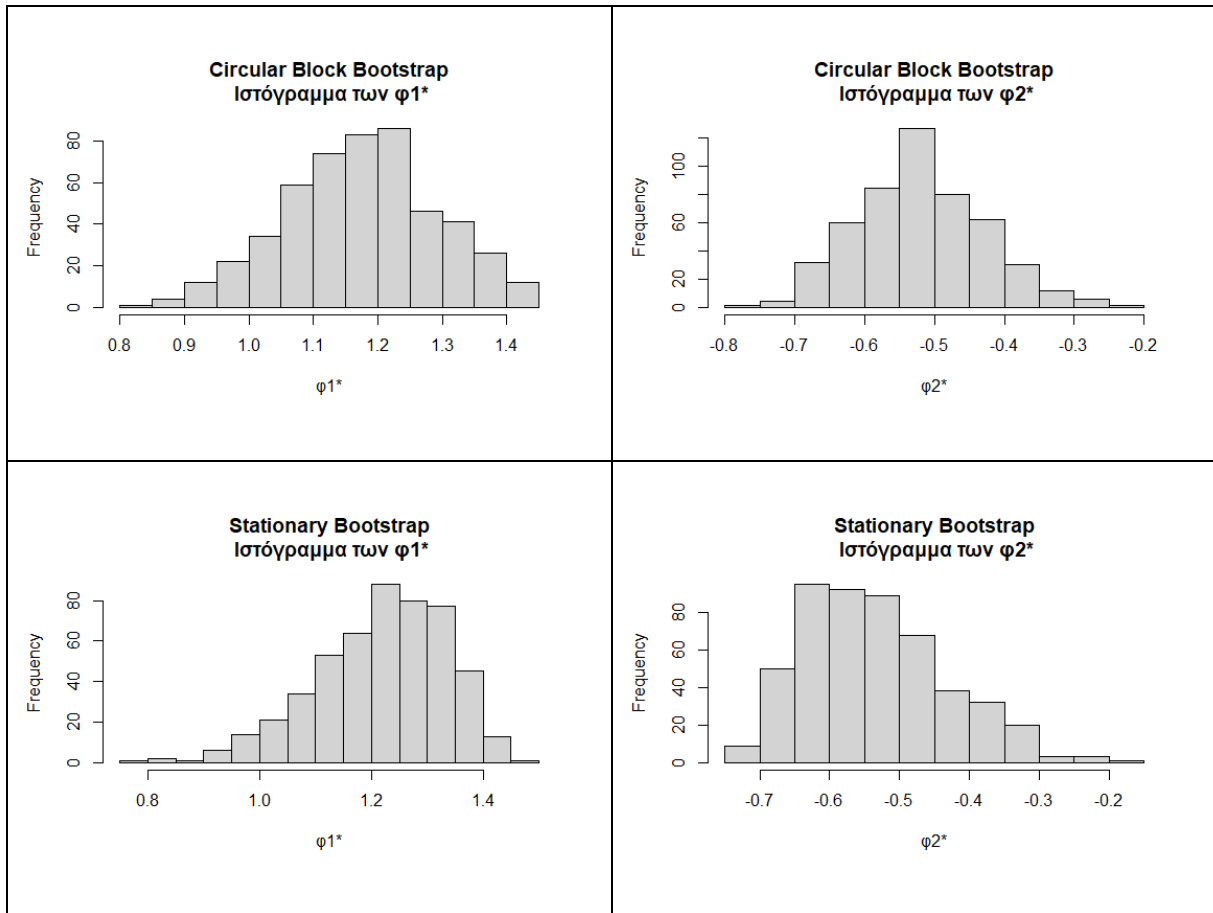 Circular Block Bootstrap
Ιστόγραμμα των φ1*
Frequency
0 20 40 60 80
0.8 0.9 1.0 1.1 1.2 1.3 1.4
φ1*
Circular Block Bootstrap
Ιστόγραμμα των φ2*
Frequency
0 20 60 100
-0.8 -0.7 -0.6 -0.5 -0.4 -0.3 -0.2
φ2*
Stationary Bootstrap
Ιστόγραμμα των φ1*
Frequency
0 20 40 60 80
0.8 1.0 1.2 1.4
φ1*
Stationary Bootstrap
Ιστόγραμμα των φ2*
Frequency
0 20 40 60 80
-0.7 -0.6 -0.5 -0.4 -0.3 -0.2
φ2*